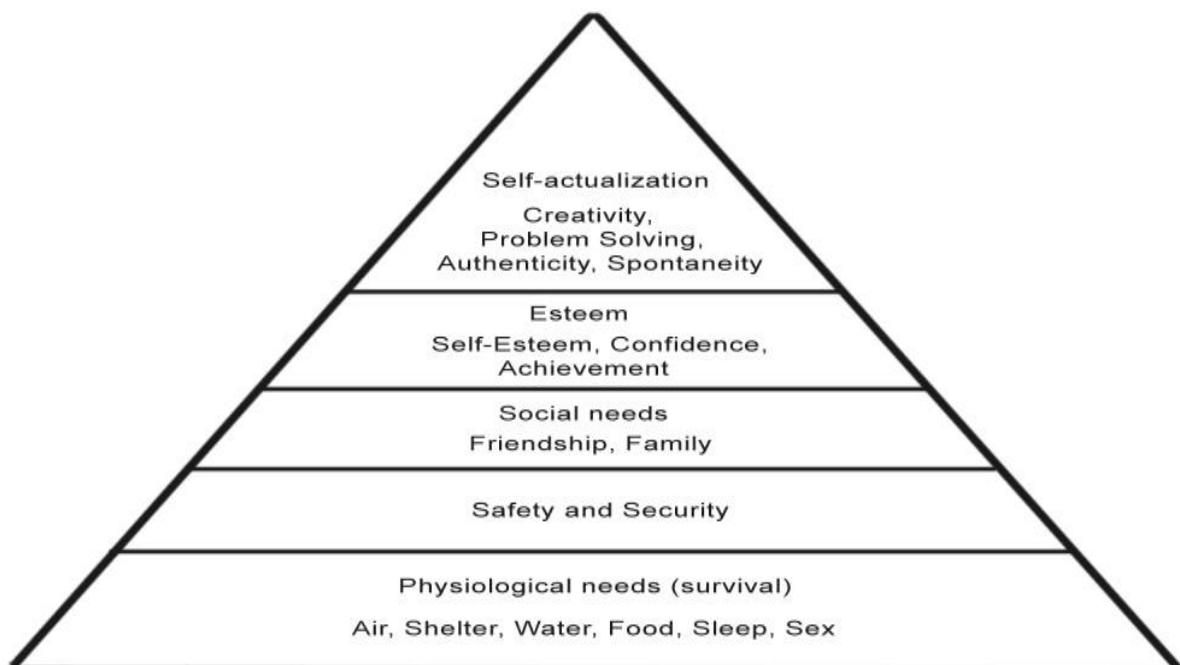 Self-actualization
Creativity,
Problem Solving,
Authenticity, Spontaneity
Esteem
Self-Esteem, Confidence,
Achievement
Social needs
Friendship, Family
Safety and Security
Physiological needs (survival)
Air, Shelter, Water, Food, Sleep, Sex